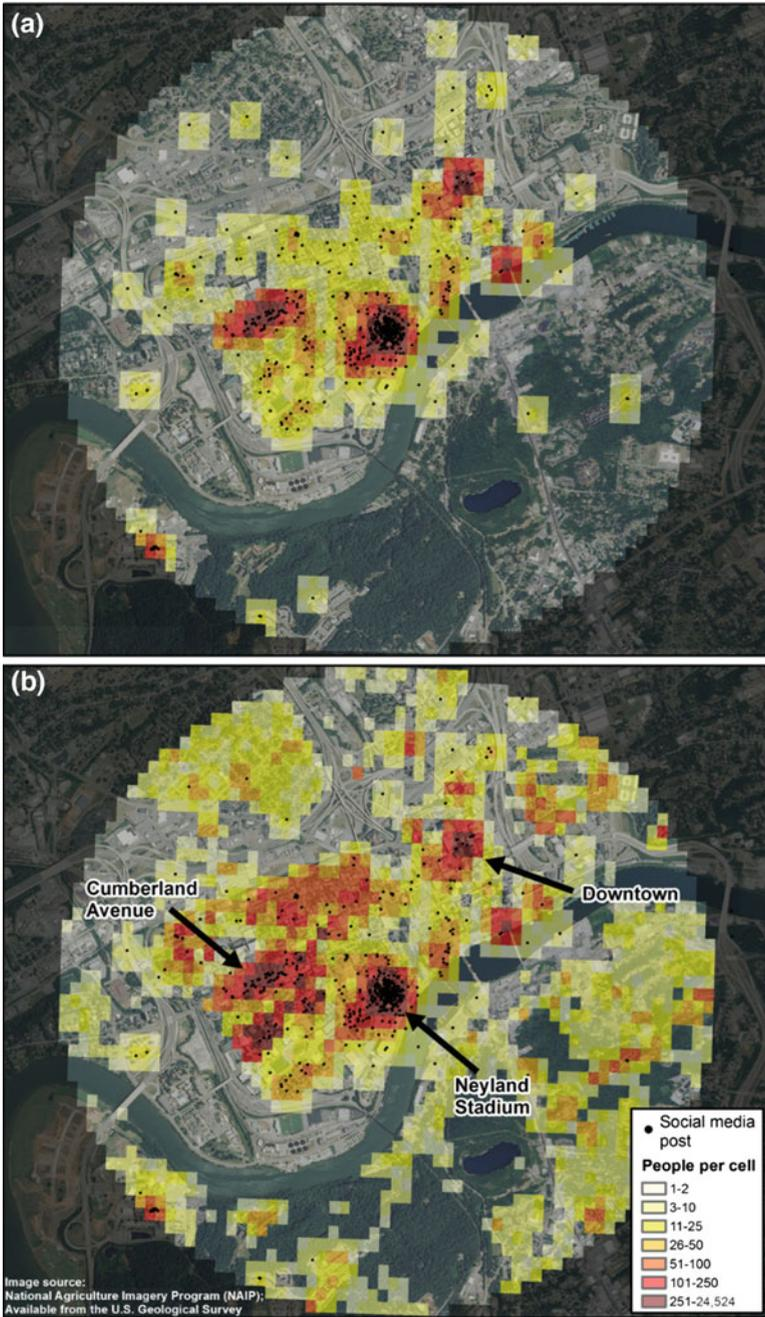 (a)
(b)
Cumberland
Avenue
Downtown
Neyland
Stadium
Social media
post
People per cell
1-2
3-10
11-25
26-50
51-100
101-250
251-24,524
Image source:
National Agriculture Imagery Program (NAIP);
Available from the U.S. Geological Survey